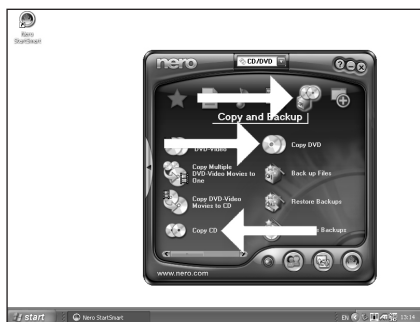 Nero
StartSmart
nero
CD/DVD
Copy and Backup
DVD-Video
Copy DVD
Copy Multiple
DVD-Video Movies to
One
Back up Files
Copy DVD-Video
Movies to CD
Restore Backups
Copy CD
Backups
www.nero.com
start
Nero StartSmart
EN
13:14